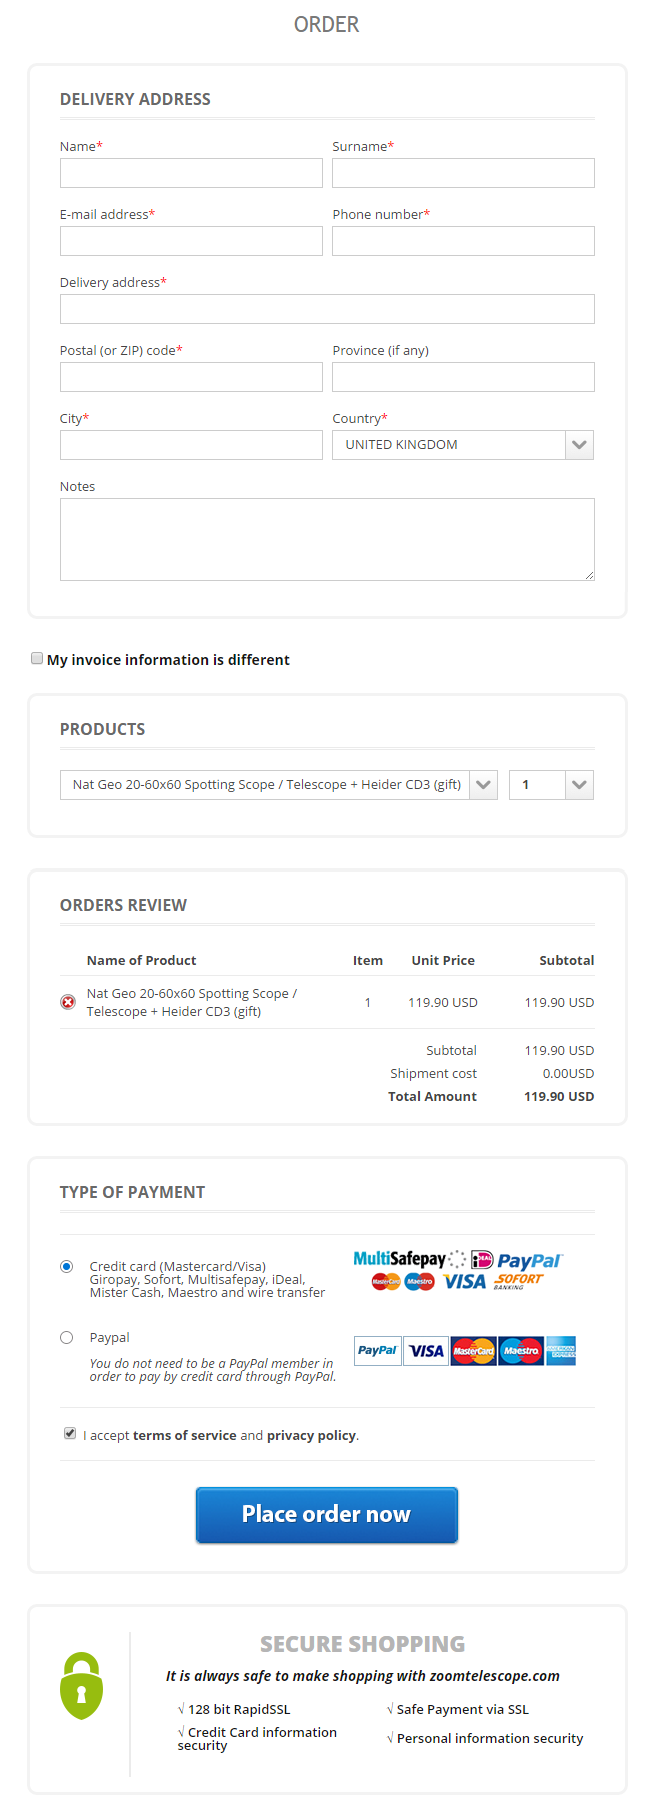 ORDER
DELIVERY ADDRESS
Name* Surname*
E-mail address* Phone number*
Delivery address*
Postal (or ZIP) code* Province (if any)
City* Country*
UNITED KINGDOM
Notes
My invoice information is different
PRODUCTS
Nat Geo 20-60x60 Spotting Scope / Telescope + Heider CD3 (gift) 1
ORDERS REVIEW
Name of Product Item Unit Price Subtotal
Nat Geo 20-60x60 Spotting Scope /
Telescope + Heider CD3 (gift) 1 119.90 USD 119.90 USD
Subtotal 119.90 USD
Shipment cost 0.00USD
Total Amount 119.90 USD
TYPE OF PAYMENT
Credit card (Mastercard/Visa)
Giropay, Sofort, Multisafepay, iDeal,
Mister Cash, Maestro and wire transfer
MultiSafepay iDEAL PayPal
MasterCard Maestro VISA SOFORT
BANKING
Paypal
You do not need to be a PayPal member in
order to pay by credit card through PayPal.
PayPal VISA MasterCard Maestro AMERICAN EXPRESS
I accept terms of service and privacy policy.
Place order now
SECURE SHOPPING
It is always safe to make shopping with zoomtelescope.com
√ 128 bit RapidSSL √ Safe Payment via SSL
√ Credit Card information
security
√ Personal information security